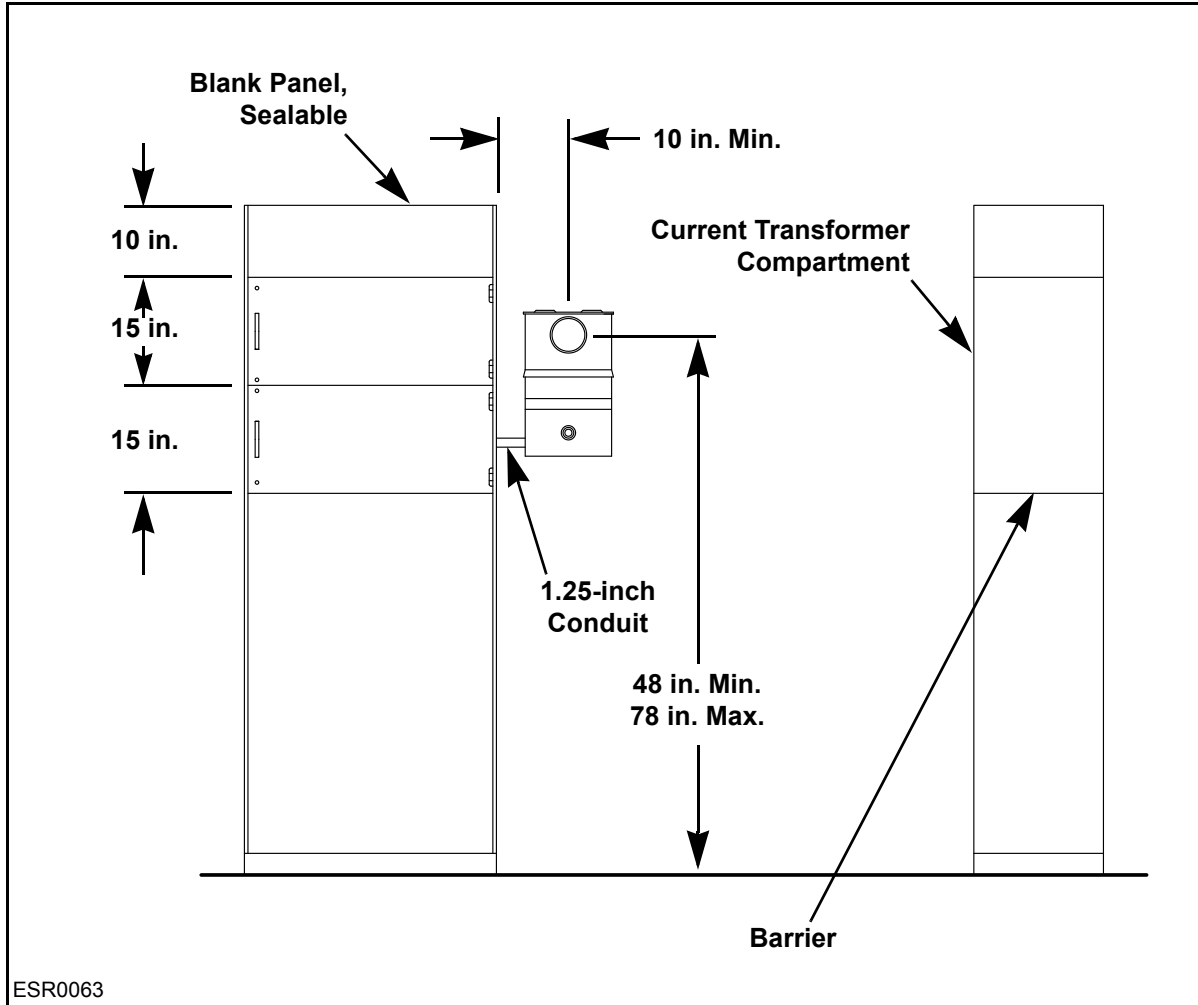 Blank Panel,
Sealable
10 in. Min.
10 in.
Current Transformer
Compartment
15 in.
15 in.
1.25-inch
Conduit
48 in. Min.
78 in. Max.
Barrier
ESR0063